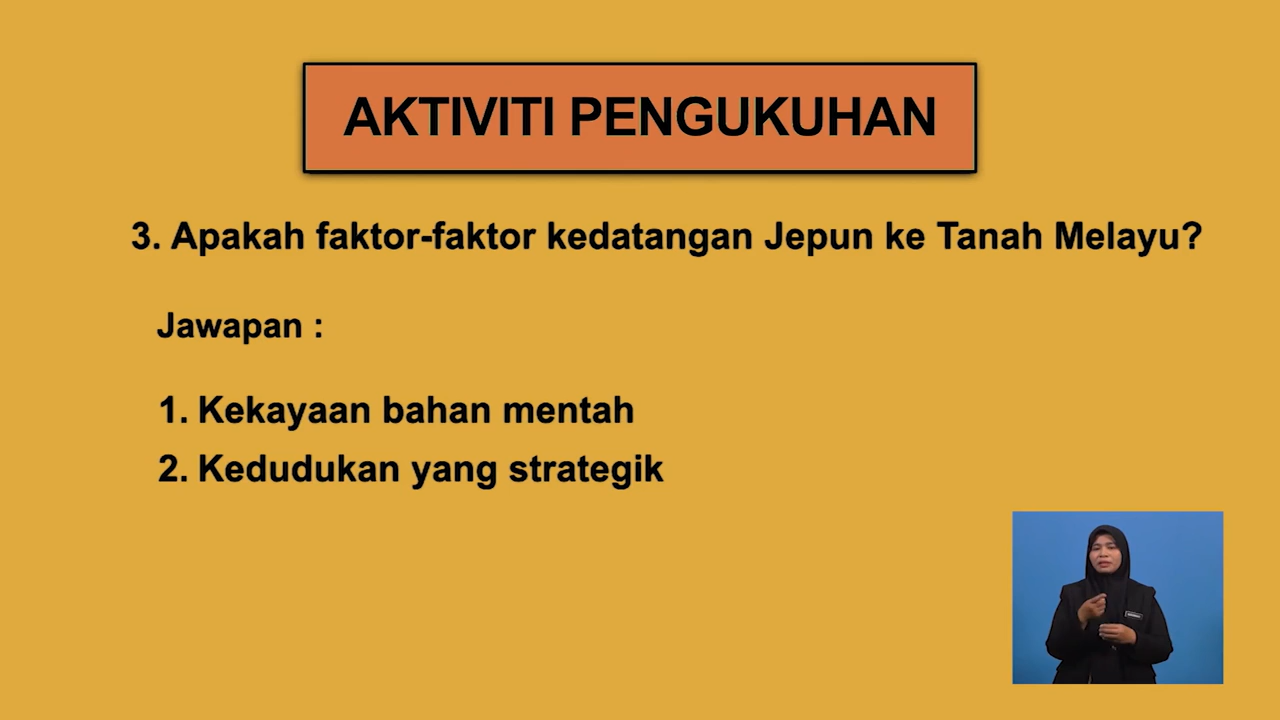 AKTIVITI PENGUKUHAN
3. Apakah faktor-faktor kedatangan Jepun ke Tanah Melayu?
Jawapan :
1. Kekayaan bahan mentah
2. Kedudukan yang strategik